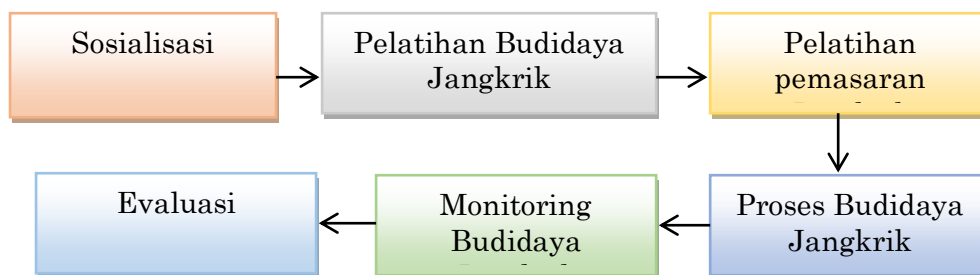 Sosialisasi
Pelatihan Budidaya
Jangkrik
Pelatihan
pemasaran
Proses Budidaya
Jangkrik
Monitoring
Budidaya
Evaluasi